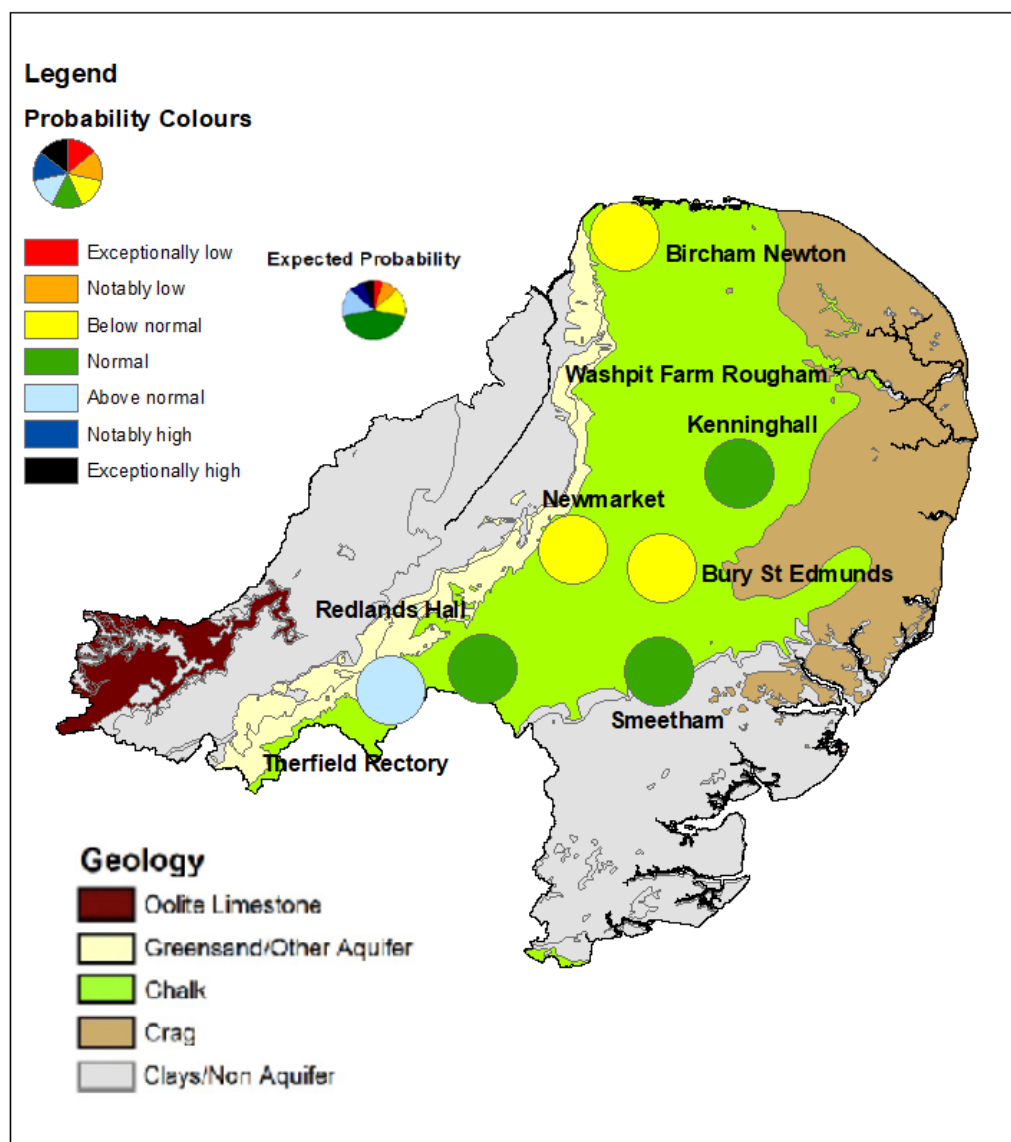 Legend
Probability Colours
Exceptionally low
Notably low
Below normal
Normal
Above normal
Notably high
Exceptionally high
Expected Probability
Bircham Newton
Washpit Farm Rougham
Kenninghall
Newmarket
Bury St Edmunds
Redlands Hall
Smeetham
Therfield Rectory
Geology
Oolite Limestone
Greensand/Other Aquifer
Chalk
Crag
Clays/Non Aquifer